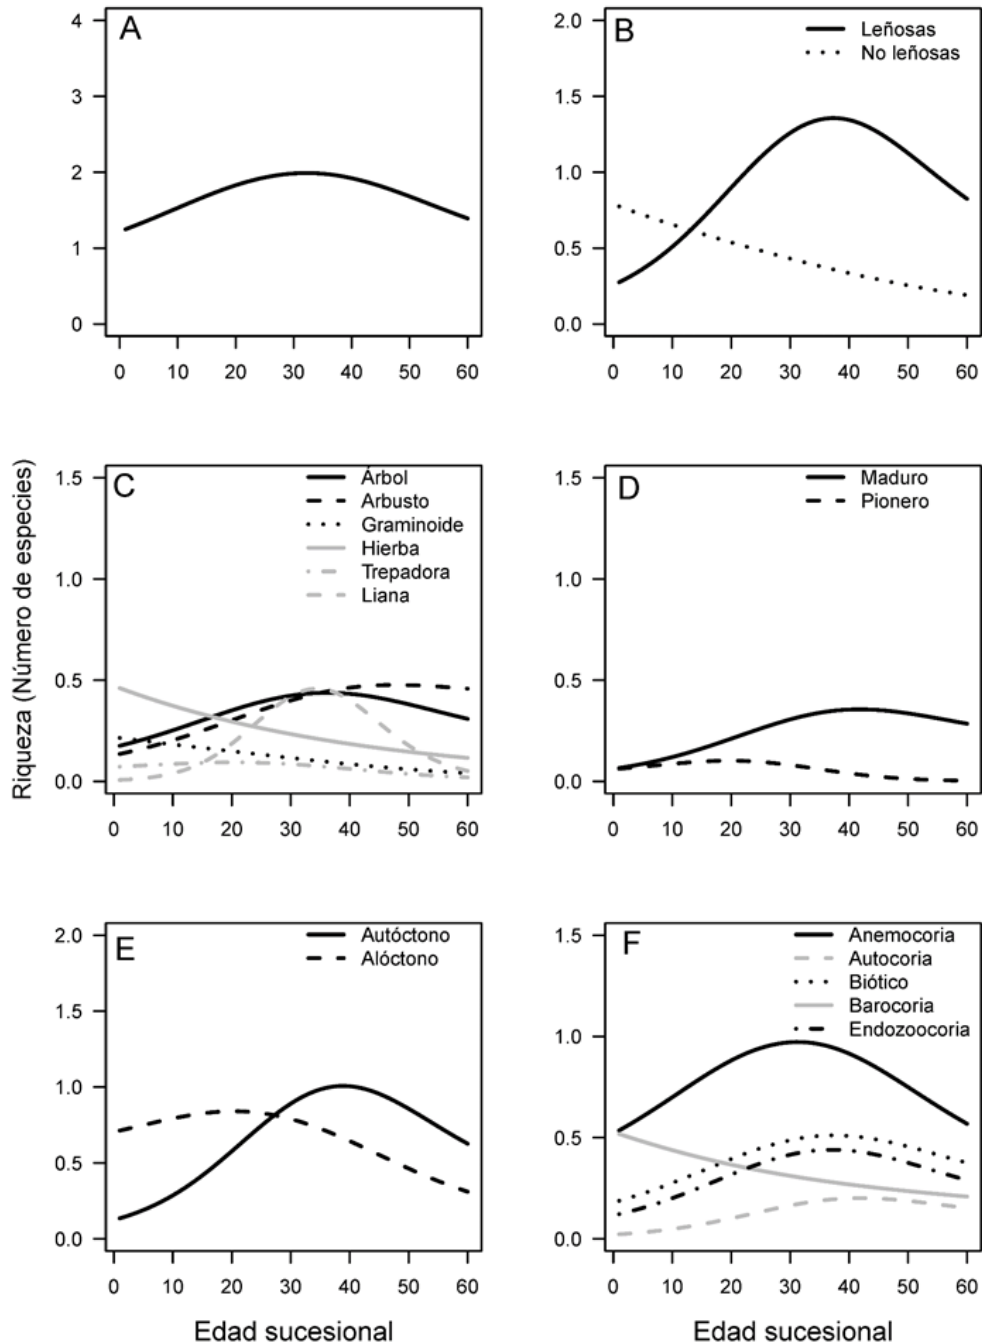 A
4
3
2
1
0
0 10 20 30 40 50 60
B
Leñosas
No leñosas
2.0
1.5
1.0
0.5
0.0
0 10 20 30 40 50 60
Riqueza (Número de especies)
C
Árbol
Arbusto
Graminoide
Hierba
Trepadora
Liana
1.5
1.0
0.5
0.0
0 10 20 30 40 50 60
D
Maduro
Pionero
1.5
1.0
0.5
0.0
0 10 20 30 40 50 60
E
Autóctono
Alóctono
2.0
1.5
1.0
0.5
0.0
0 10 20 30 40 50 60
Edad sucesional
F
Anemocoria
Autocoria
Biótico
Barocoria
Endozoocoria
1.5
1.0
0.5
0.0
0 10 20 30 40 50 60
Edad sucesional